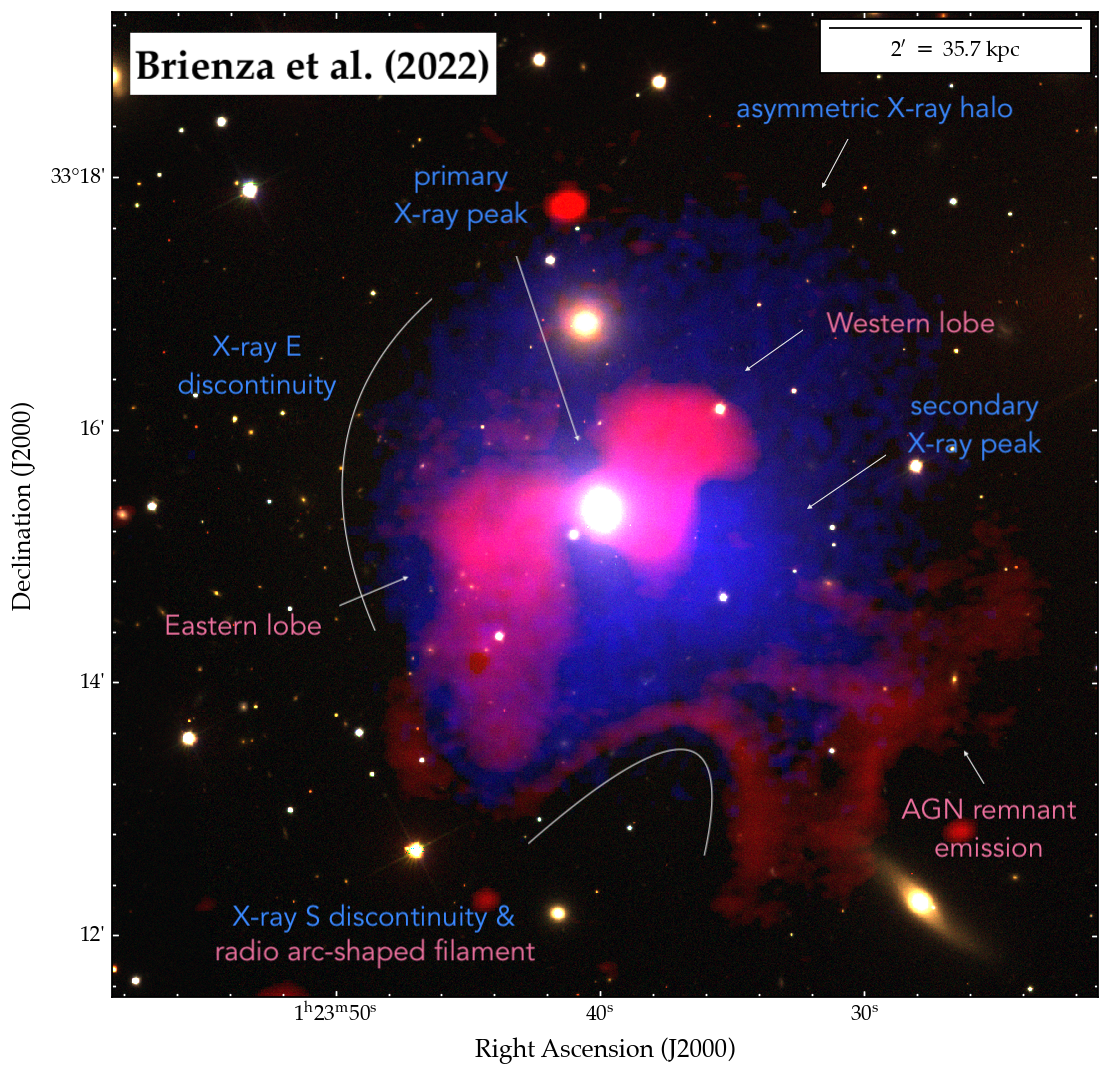 Brienza et al. (2022)
2′ = 35.7 kpc
asymmetric X-ray halo
primary
X-ray peak
Western lobe
X-ray E
discontinuity
secondary
X-ray peak
Eastern lobe
AGN remnant
emission
X-ray S discontinuity &
radio arc-shaped filament
33°18'
16'
14'
12'
Declination (J2000)
1ʰ23ᵐ50ˢ
40ˢ
30ˢ
Right Ascension (J2000)